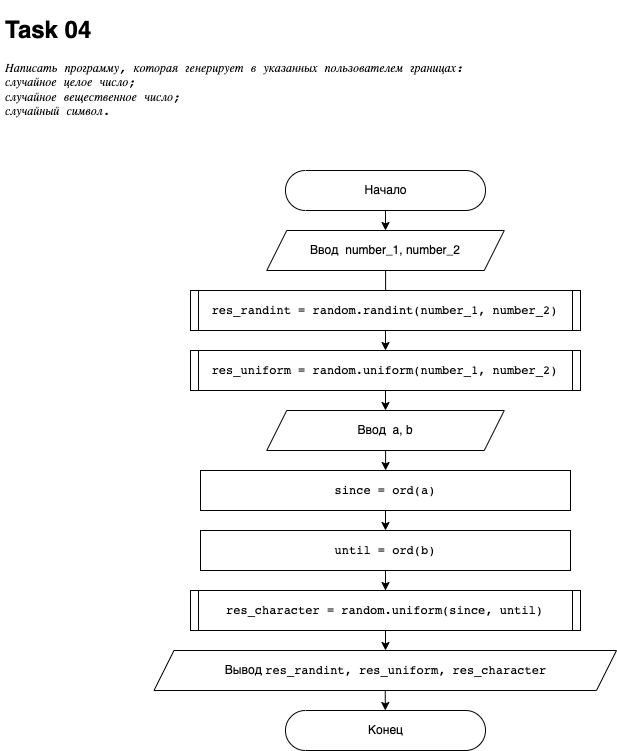 Task 04
Написать программу, которая генерирует в указанных пользователем границах:
случайное целое число;
случайное вещественное число;
случайный символ.
Начало
Ввод number_1, number_2
res_randint = random.randint(number_1, number_2)
res_uniform = random.uniform(number_1, number_2)
Ввод a, b
since = ord(a)
until = ord(b)
res_character = random.uniform(since, until)
Вывод res_randint, res_uniform, res_character
Конец